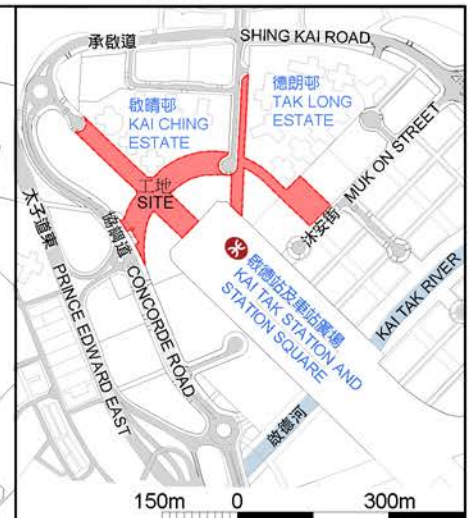 承啟道
SHING KAI ROAD
啟晴邨
KAI CHING
ESTATE
德朗邨
TAK LONG
ESTATE
工地
SITE
沐安街 MUK ON STREET
太子道東 PRINCE EDWARD EAST
協調道 CONCORDE ROAD
啟德站及車站廣場
KAI TAK STATION AND
STATION SQUARE
KAI TAK RIVER
啟德河
150m 0 300m